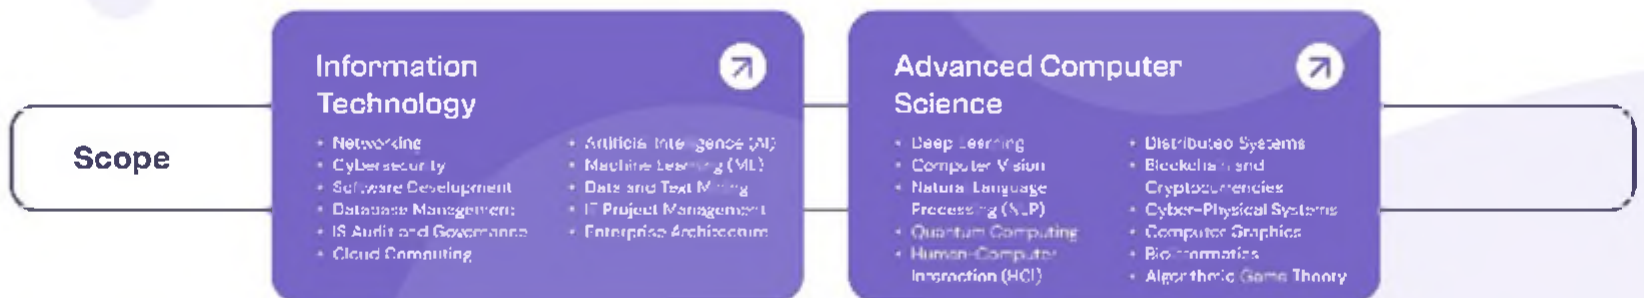 Scope
Information
Technology
• Networking
• Cybersecurity
• Software Development
• Database Management
• IS Audit and Governance
• Cloud Computing
• Artificial Intelligence (AI)
• Machine Learning (ML)
• Data and Text Mining
• IT Project Management
• Enterprise Architecture
Advanced Computer
Science
• Deep Learning
• Computer Vision
• Natural Language
Processing (NLP)
• Quantum Computing
• Human-Computer
Interaction (HCI)
• Distributed Systems
• Blockchain and
Cryptocurrencies
• Cyber-Physical Systems
• Computer Graphics
• Bioinformatics
• Algorithmic Game Theory